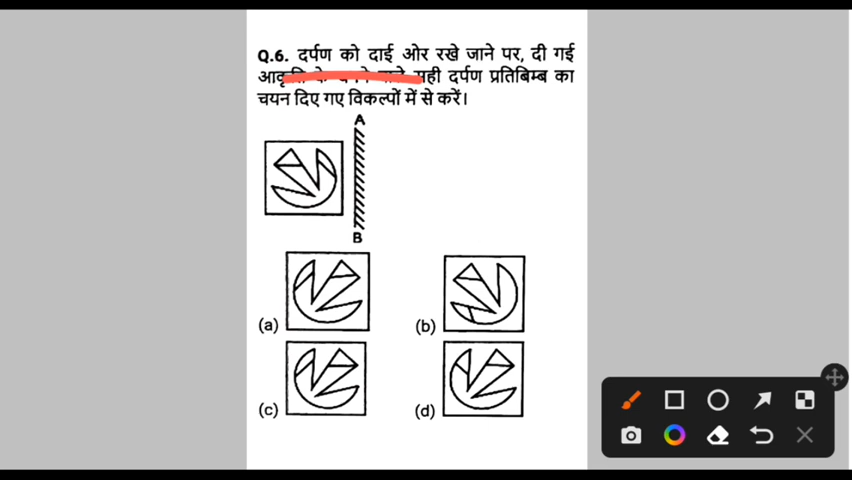 Q.6. दर्पण को दाईं ओर रखे जाने पर, दी गई
सही दर्पण प्रतिबिम्ब का
चयन दिए गए विकल्पों में से करें।
A
B
(a)
(b)
(c)
(d)